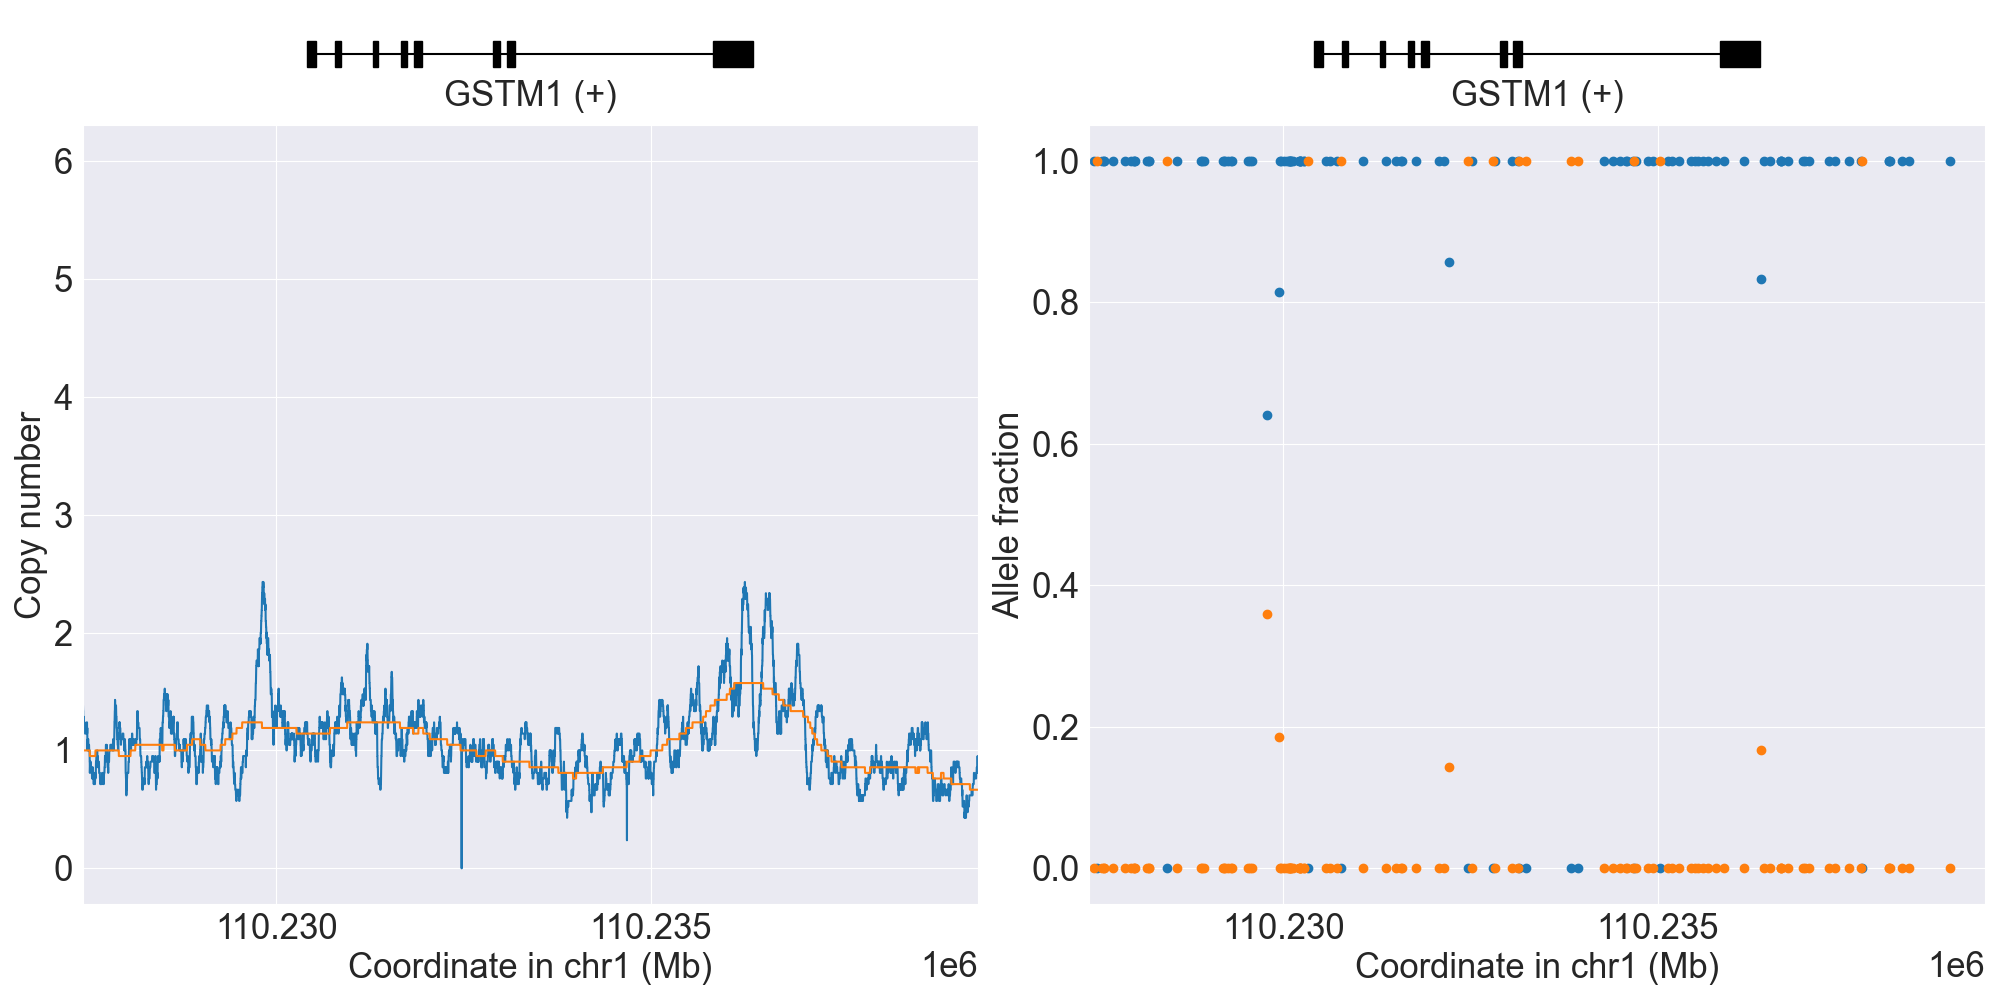 GSTM1 (+)
6
5
4
3
2
1
0
Copy number
110.230
110.235
Coordinate in chr1 (Mb)
1e6
GSTM1 (+)
1.0
0.8
0.6
0.4
0.2
0.0
Allele fraction
110.230
110.235
Coordinate in chr1 (Mb)
1e6